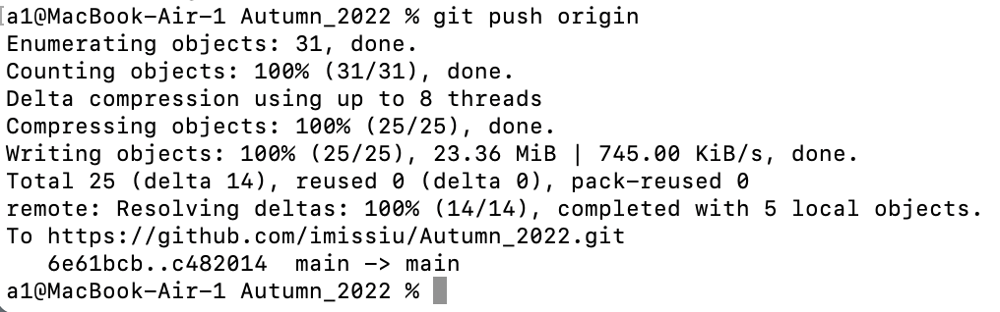 [a1@MacBook-Air-1 Autumn_2022 % git push origin
Enumerating objects: 31, done.
Counting objects: 100% (31/31), done.
Delta compression using up to 8 threads
Compressing objects: 100% (25/25), done.
Writing objects: 100% (25/25), 23.36 MiB | 745.00 KiB/s, done.
Total 25 (delta 14), reused 0 (delta 0), pack-reused 0
remote: Resolving deltas: 100% (14/14), completed with 5 local objects.
To https://github.com/imissiu/Autumn_2022.git
   6e61bcb..c482014  main -> main
a1@MacBook-Air-1 Autumn_2022 %